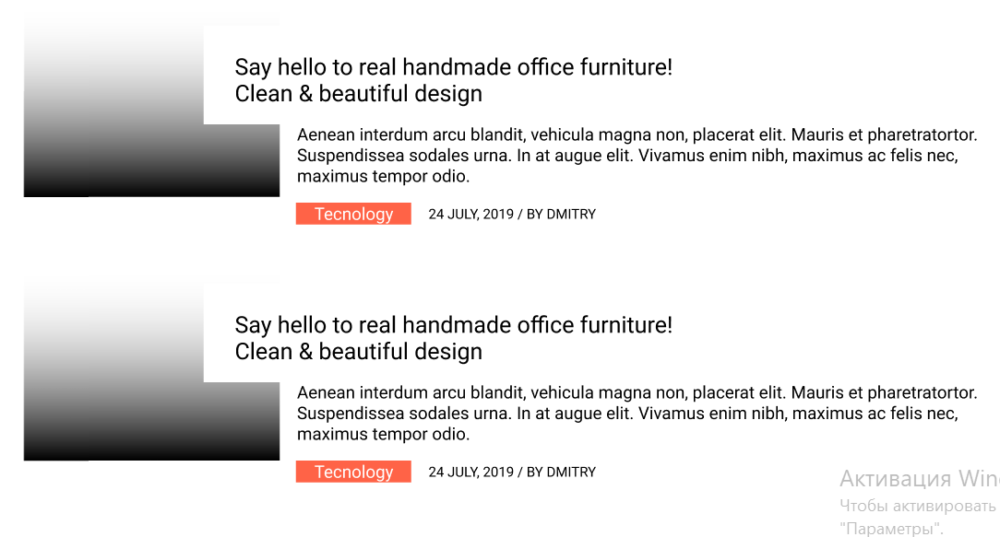 Say hello to real handmade office furniture!
Clean & beautiful design
Aenean interdum arcu blandit, vehicula magna non, placerat elit. Mauris et pharetratortor.
Suspendissea sodales urna. In at augue elit. Vivamus enim nibh, maximus ac felis nec,
maximus tempor odio.
Tecnology 24 JULY, 2019 / BY DMITRY
Say hello to real handmade office furniture!
Clean & beautiful design
Aenean interdum arcu blandit, vehicula magna non, placerat elit. Mauris et pharetratortor.
Suspendissea sodales urna. In at augue elit. Vivamus enim nibh, maximus ac felis nec,
maximus tempor odio.
Tecnology 24 JULY, 2019 / BY DMITRY
Активация Win
Чтобы активировать
"Параметры".